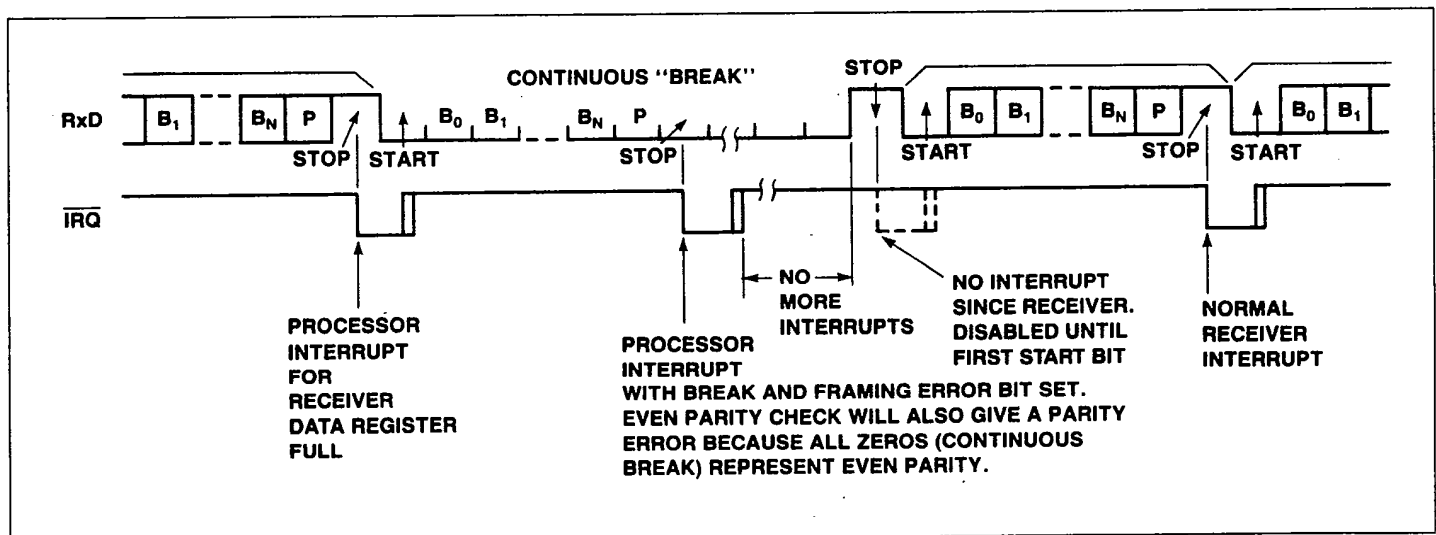 CONTINUOUS "BREAK"
STOP
RxD
B1
BN
P
B0
B1
BN
P
B0
B1
BN
P
B0
B1
STOP
START
STOP
START
STOP
START
IRQ
NO
MORE
INTERRUPTS
NO INTERRUPT
SINCE RECEIVER.
DISABLED UNTIL
FIRST START BIT
NORMAL
RECEIVER
INTERRUPT
PROCESSOR
INTERRUPT
FOR
RECEIVER
DATA REGISTER
FULL
PROCESSOR
INTERRUPT
WITH BREAK AND FRAMING ERROR BIT SET.
EVEN PARITY CHECK WILL ALSO GIVE A PARITY
ERROR BECAUSE ALL ZEROS (CONTINUOUS
BREAK) REPRESENT EVEN PARITY.